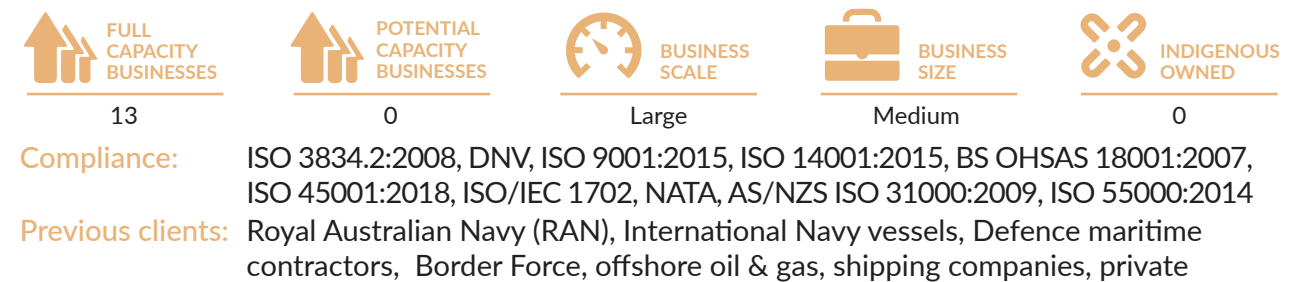 FULL
CAPACITY
BUSINESSES
POTENTIAL
CAPACITY
BUSINESSES
BUSINESS
SCALE
BUSINESS
SIZE
INDIGENOUS
OWNED
13
0
Large
Medium
0
Compliance: ISO 3834.2:2008, DNV, ISO 9001:2015, ISO 14001:2015, BS OHSAS 18001:2007,
ISO 45001:2018, ISO/IEC 1702, NATA, AS/NZS ISO 31000:2009, ISO 55000:2014
Previous clients: Royal Australian Navy (RAN), International Navy vessels, Defence maritime
contractors, Border Force, offshore oil & gas, shipping companies, private